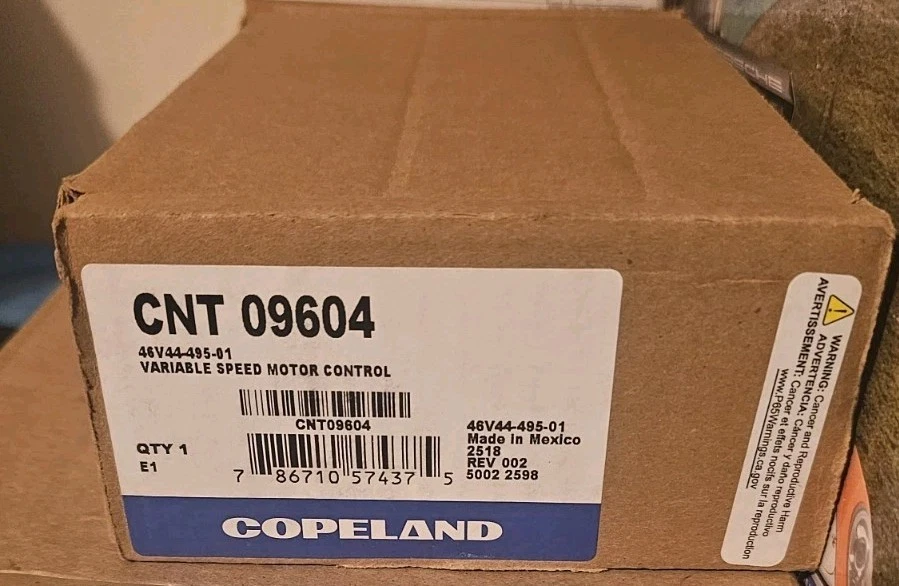 CNT 09604
46V44-495-01
VARIABLE SPEED MOTOR CONTROL
CNT09604
QTY 1
E1
7 86710 57437 5
46V44-495-01
Made in Mexico
2518
REV 002
5002 2598
COPELAND
WARNING: Cancer and Reproductive Harm
ADVERTENCIA: Cáncer y daño reproductivo
AVERTISSEMENT: Cancer et effets nocifs sur la reproduction
www.P65Warnings.ca.gov